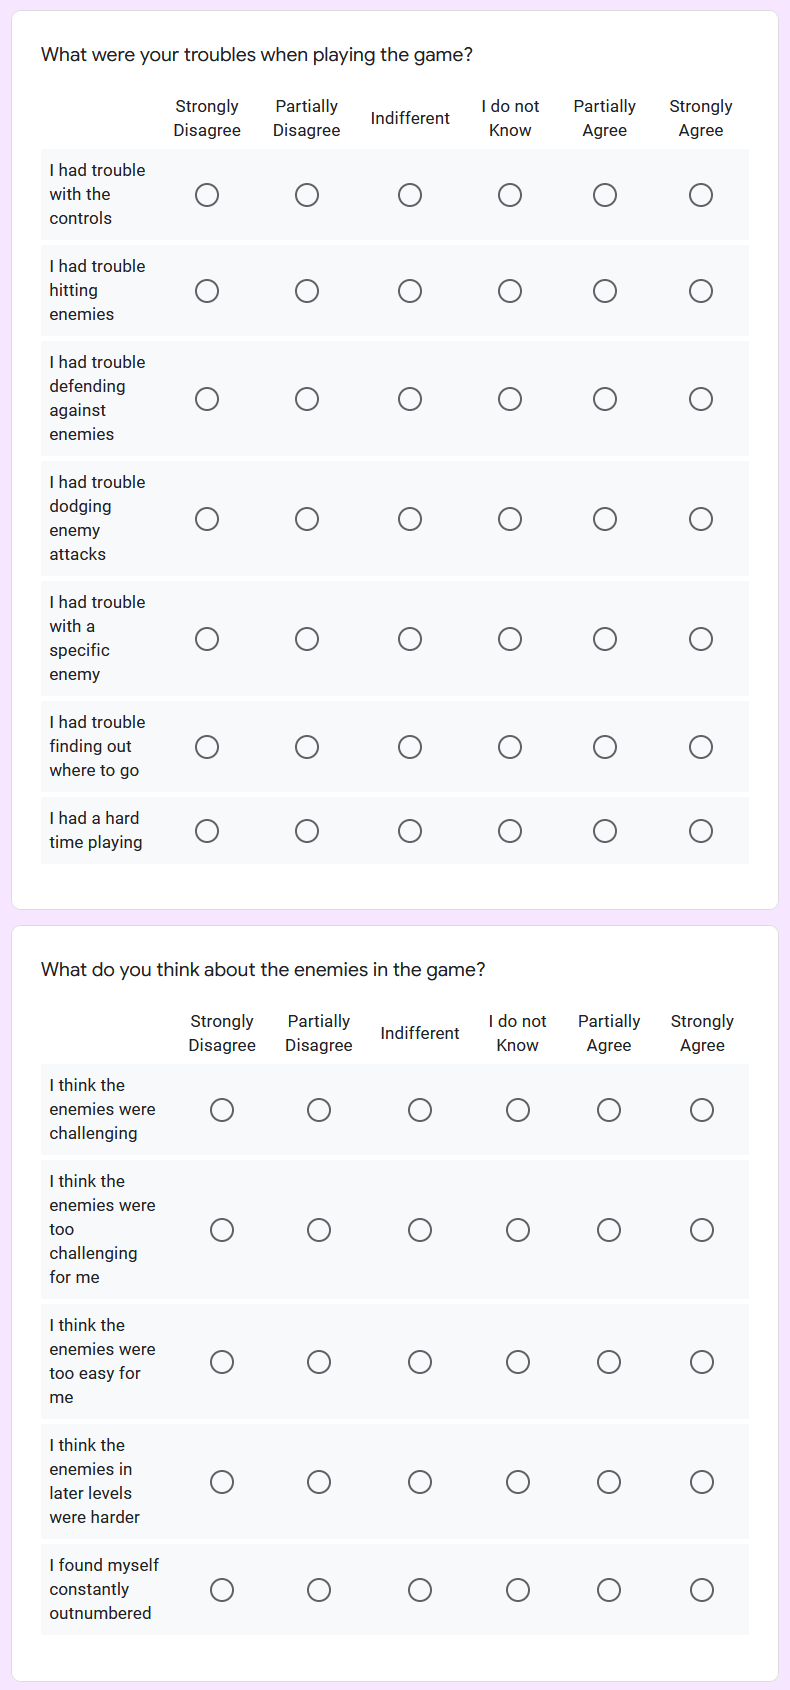 What were your troubles when playing the game?
Strongly Disagree
Partially Disagree
Indifferent
I do not Know
Partially Agree
Strongly Agree
I had trouble
with the
controls
I had trouble
hitting
enemies
I had trouble
defending
against
enemies
I had trouble
dodging
enemy
attacks
I had trouble
with a
specific
enemy
I had trouble
finding out
where to go
I had a hard
time playing
What do you think about the enemies in the game?
Strongly Disagree
Partially Disagree
Indifferent
I do not Know
Partially Agree
Strongly Agree
I think the
enemies were
challenging
I think the
enemies were
too
challenging
for me
I think the
enemies were
too easy for
me
I think the
enemies in
later levels
were harder
I found myself
constantly
outnumbered